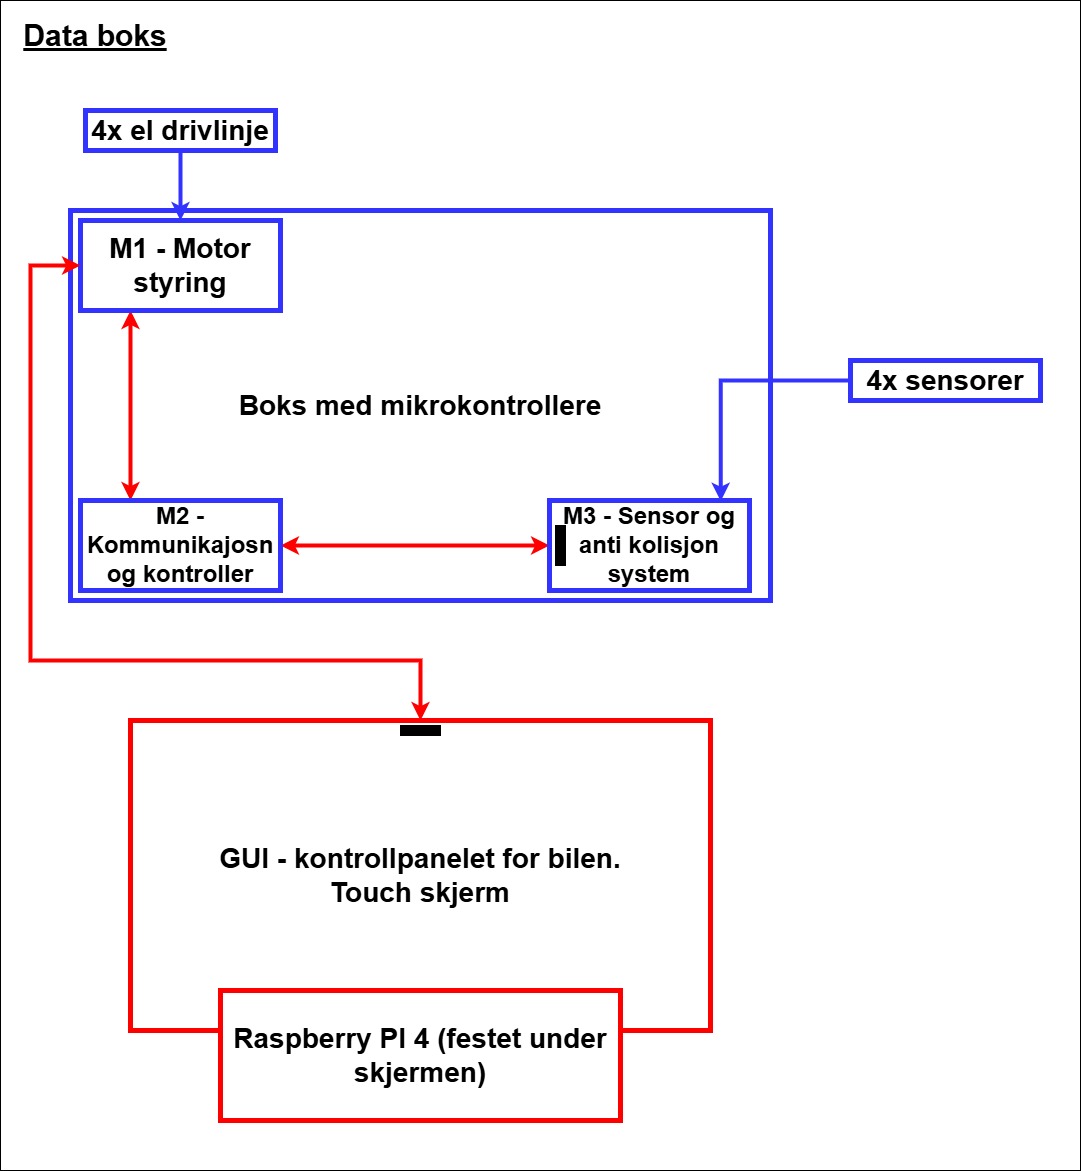 Data boks
4x el drivlinje
M1 - Motor
styring
Boks med mikrokontrollere
4x sensorer
M2 -
Kommunikajosn
og kontroller
M3 - Sensor og
anti kolisjon
system
GUI - kontrollpanelet for bilen.
Touch skjerm
Raspberry PI 4 (festet under
skjermen)